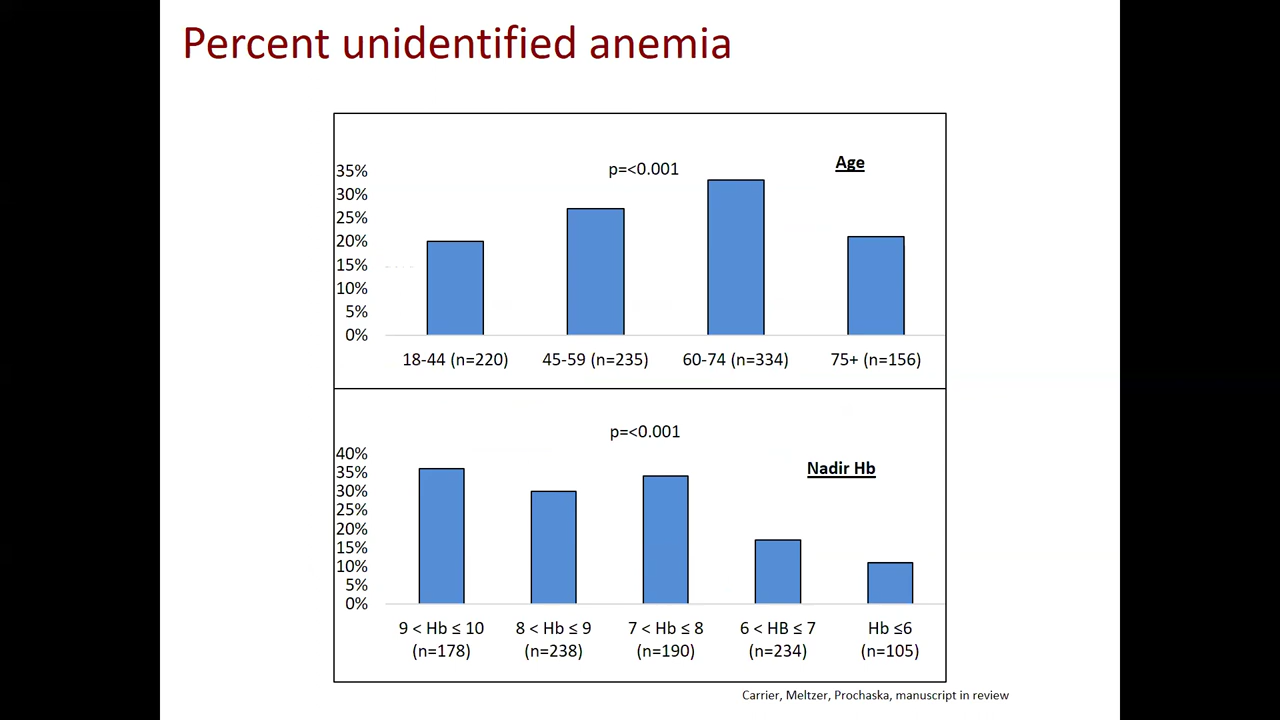 Percent unidentified anemia
p=<0.001
Age
35%
30%
25%
20%
15%
10%
5%
0%
18-44 (n=220) 45-59 (n=235) 60-74 (n=334) 75+ (n=156)
p=<0.001
Nadir Hb
40%
35%
30%
25%
20%
15%
10%
5%
0%
9 < Hb ≤ 10 8 < Hb ≤ 9 7 < Hb ≤ 8 6 < HB ≤ 7 Hb ≤6
(n=178) (n=238) (n=190) (n=234) (n=105)
Carrier, Meltzer, Prochaska, manuscript in review